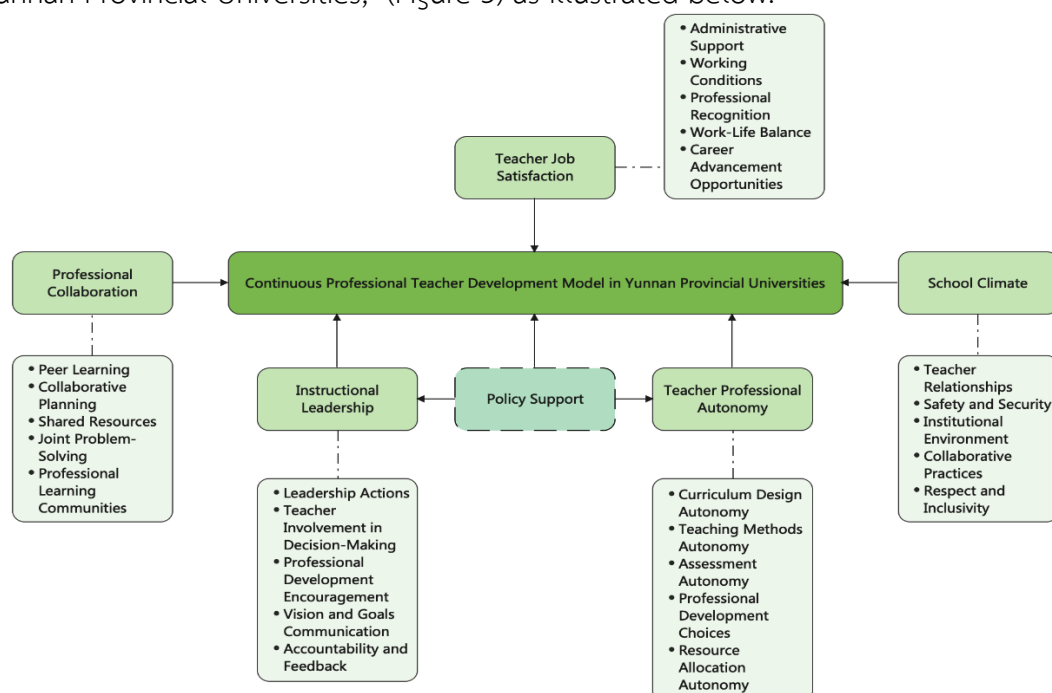 annan Provincial Universities," (Figure 5) as illustrated below.
• Administrative
Support
• Working
Conditions
• Professional
Recognition
• Work-Life Balance
• Career
Advancement
Opportunities
Teacher Job
Satisfaction
Professional
Collaboration
Continuous Professional Teacher Development Model in Yunnan Provincial Universities
School Climate
• Peer Learning
• Collaborative
Planning
• Shared Resources
• Joint Problem-
Solving
• Professional
Learning
Communities
Instructional
Leadership
Policy Support
Teacher Professional
Autonomy
• Teacher
Relationships
• Safety and Security
• Institutional
Environment
• Collaborative
Practices
• Respect and
Inclusivity
• Leadership Actions
• Teacher
Involvement in
Decision-Making
• Professional
Development
Encouragement
• Vision and Goals
Communication
• Accountability and
Feedback
• Curriculum Design
Autonomy
• Teaching Methods
Autonomy
• Assessment
Autonomy
• Professional
Development
Choices
• Resource
Allocation
Autonomy